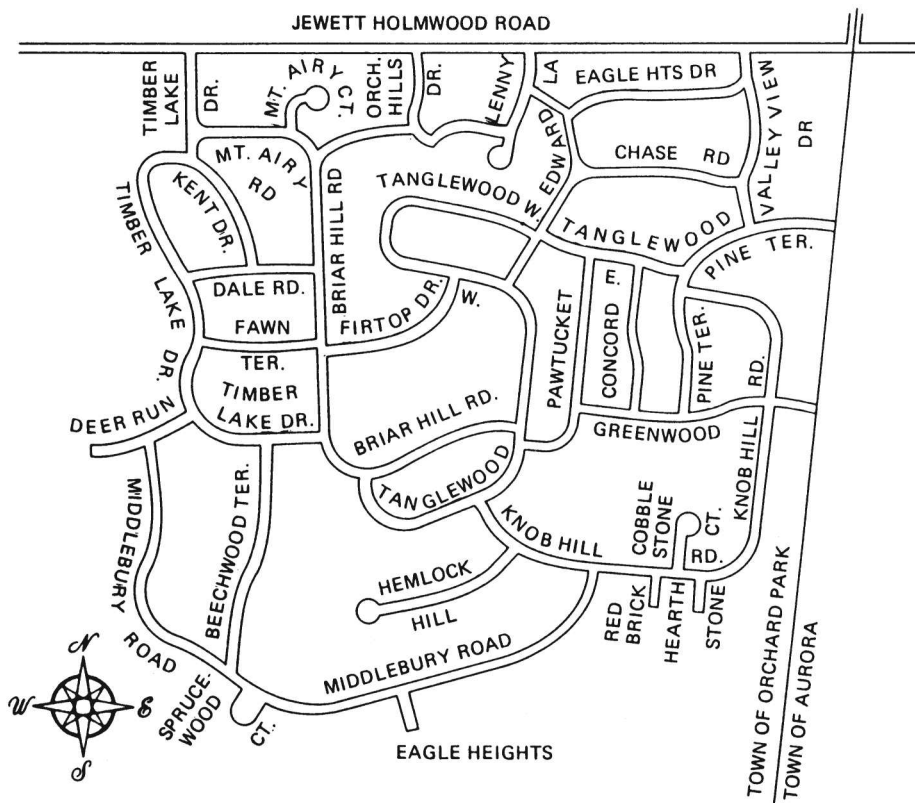 JEWETT HOLMWOOD ROAD
TIMBER
LAKE
DR.
MT. AIRY
CT.
ORCH.
HILLS
DR.
LENNY
LA
EAGLE HTS DR
VALLEY VIEW
DR
EDWARD
CHASE RD
MT. AIRY
RD
KENT DR.
TIMBER
LAKE
DR.
BRIAR HILL RD
TANGLEWOOD W.
TANGLEWOOD
E.
PINE TER.
DALE RD.
FAWN
TER.
FIRTOP DR.
W.
PAWTUCKET
CONCORD
PINE TER.
RD.
TIMBER
LAKE DR.
DEER RUN
BRIAR HILL RD.
GREENWOOD
TANGLEWOOD
KNOB HILL
MIDDLEBURY
ROAD
BEECHWOOD TER.
KNOB HILL
RD.
COBBLE
STONE
CT.
HEMLOCK
HILL
RED
BRICK
HEARTH
STONE
MIDDLEBURY ROAD
SPRUCE-
WOOD
CT.
EAGLE HEIGHTS
TOWN OF ORCHARD PARK
TOWN OF AURORA
N
W
E
S